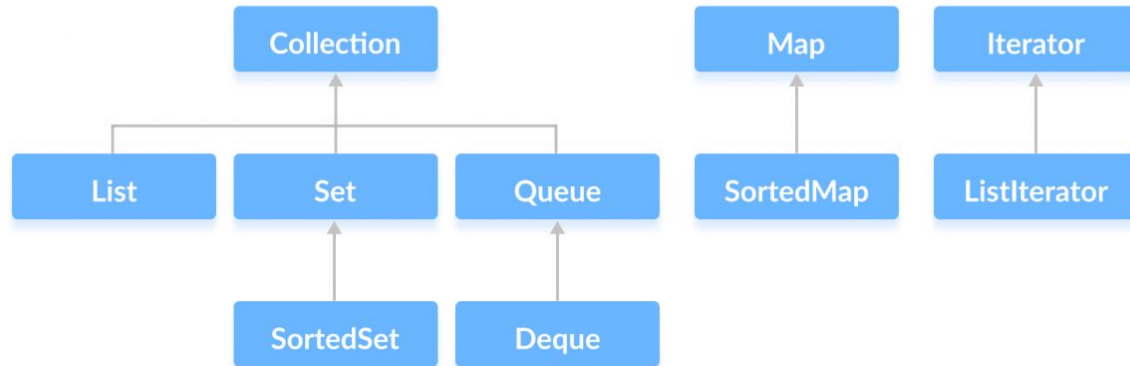 Collection
Map
Iterator
List
Set
Queue
SortedMap
ListIterator
SortedSet
Deque